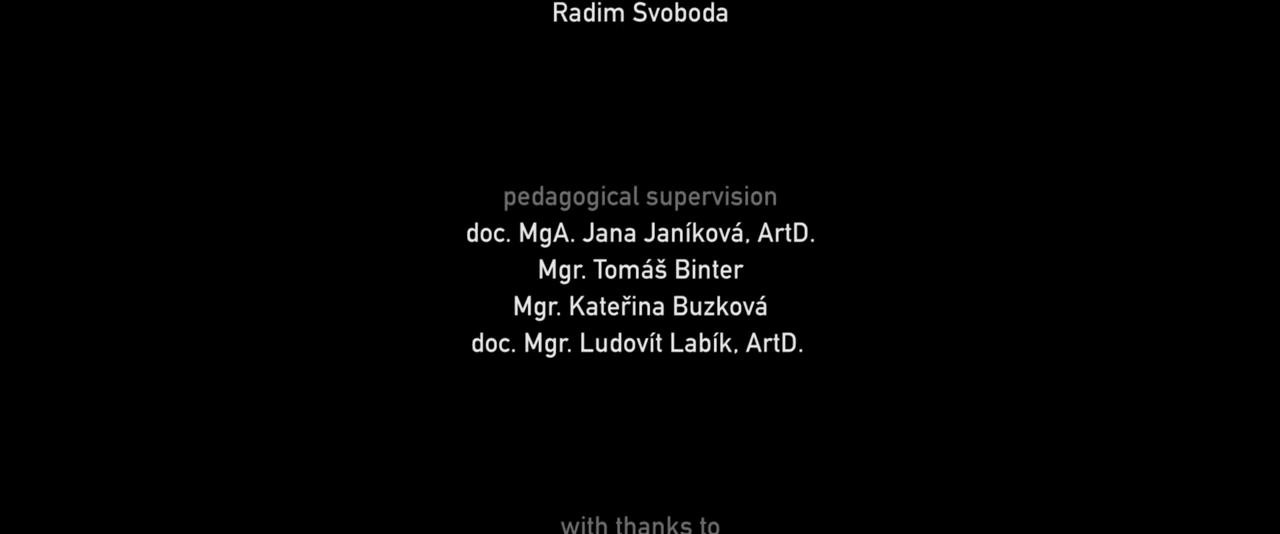 Radim Svoboda
pedagogical supervision
doc. MgA. Jana Janíková, ArtD.
Mgr. Tomáš Binter
Mgr. Kateřina Buzková
doc. Mgr. Ludovít Labík, ArtD.
with thanks to